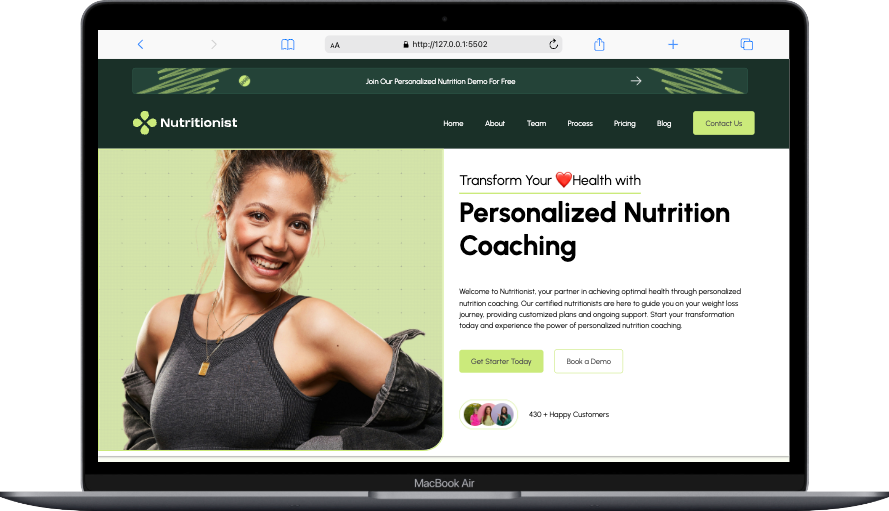 AA
http://127.0.0.1:5502
Join Our Personalized Nutrition Demo For Free
Nutritionist
Home About Team Process Pricing Blog Contact Us
Transform Your ❤️Health with
Personalized Nutrition
Coaching
Welcome to Nutritionist, your partner in achieving optimal health through personalized
nutrition coaching. Our certified nutritionists are here to guide you on your weight loss
journey, providing customized plans and ongoing support. Start your transformation
today and experience the power of personalized nutrition coaching.
Get Starter Today Book a Demo
430 + Happy Customers
MacBook Air